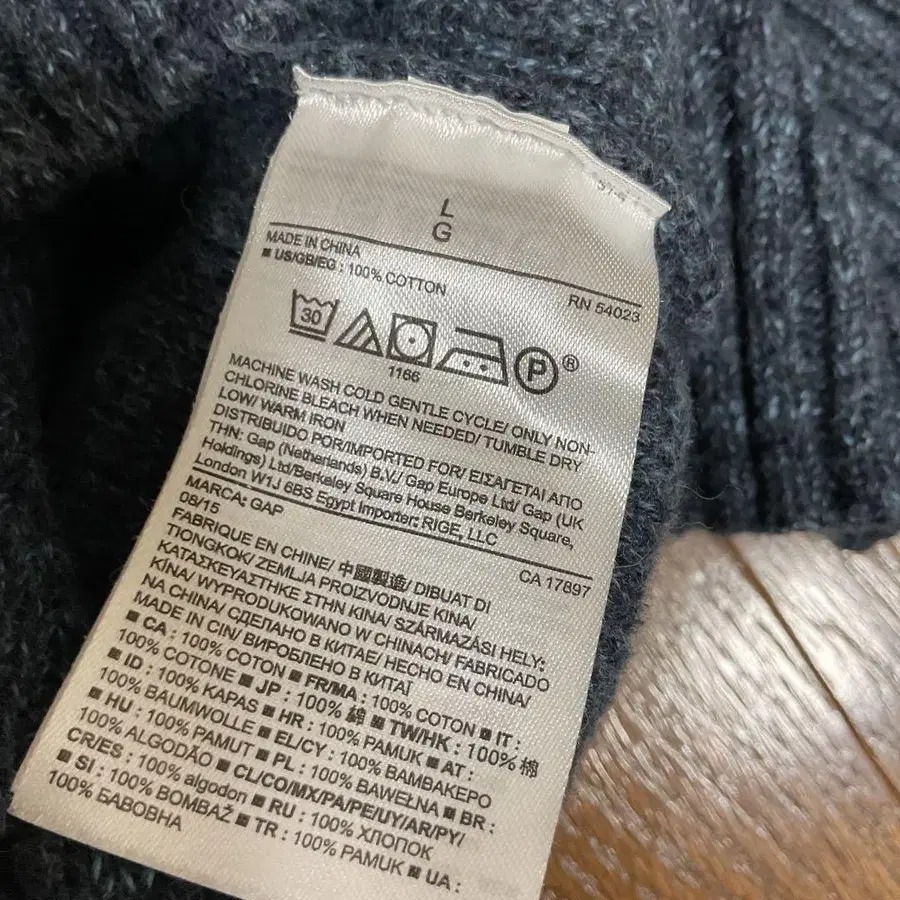 L
G
MADE IN CHINA
RN 54023
■ US/GB/EG : 100% COTTON
30
1166
P®
MACHINE WASH COLD GENTLE CYCLE/ ONLY NON-
CHLORINE BLEACH WHEN NEEDED/ TUMBLE DRY
LOW/ WARM IRON
DISTRIBUIDO POR/IMPORTED FOR/ ΕΙΣΑΓΕΤΑΙ ΑΠΟ
ΤΗΝ: Gap (Netherlands) B.V./ Gap Europe Ltd/ Gap (UK
Holdings) Ltd/Berkeley Square House Berkeley Square,
London W1J 6BS Egypt Importer: RIGE, LLC
MARCA: GAP
CA 17897
08/15
FABRIQUE EN CHINE/ 中國製造/ DIBUAT DI
TIONGKOK/ ZEMLJA PROIZVODNJE KINA/
ΚΑΤΑΣΚΕΥΑΣΤΗΚΕ ΣΤΗΝ ΚΙΝΑ/ SZÁRMAZÁSI HELY:
KÍNA/ WYPRODUKOWANO W CHINACH/ FABRICADO
NA CHINA/ СДЕЛАНО В КИТАЕ/ HECHO EN CHINA/
MADE IN CIN/ ВИРОБЛЕНО В КИТАЇ
■ CA : 100% COTTON ■ FR/MA : 100% COTON ■ IT :
100% COTONE ■ JP : 100% 綿 ■ TW/HK : 100% 棉
■ ID : 100% KAPAS ■ HR : 100% PAMUK ■ AT :
100% BAUMWOLLE ■ EL/CY : 100% ΒΑΜΒΑΚΕΡΟ
■ HU : 100% PAMUT ■ PL : 100% BAWEŁNA ■ BR :
100% ALGODÃO ■ CL/CO/MX/PA/PE/UY/AR/PY/
CR/ES : 100% algodon ■ RU : 100% ХЛОПОК
■ SI : 100% BOMBAŽ ■ TR : 100% PAMUK ■ UA :
100% БАВОВНА